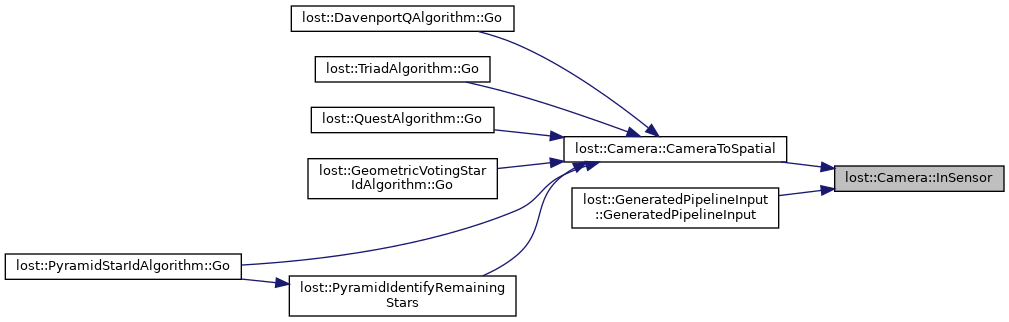 lost::DavenportQAlgorithm::Go
lost::TriadAlgorithm::Go
lost::QuestAlgorithm::Go
lost::Camera::CameraToSpatial
lost::GeometricVotingStar
IdAlgorithm::Go
lost::Camera::InSensor
lost::GeneratedPipelineInput
::GeneratedPipelineInput
lost::PyramidStarIdAlgorithm::Go
lost::PyramidIdentifyRemaining
Stars